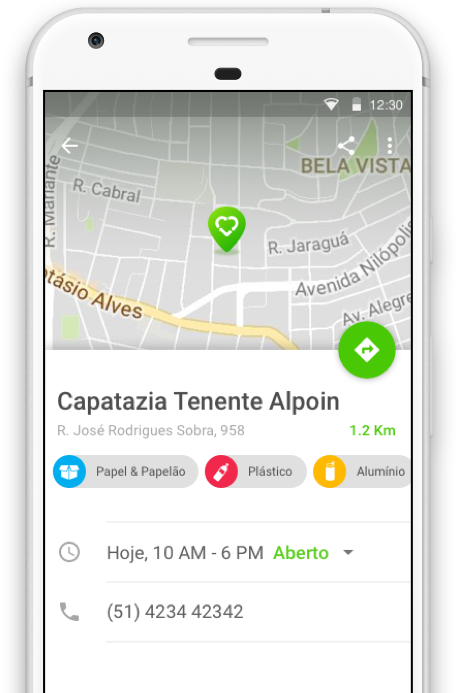 12:30
BELA VISTA
R. Mariante
R. Cabral
R. Jaraguá
Avenida Nilópolis
tásio Alves
Av. Alegre
Capatazia Tenente Alpoin
R. José Rodrigues Sobra, 958
1.2 Km
Papel & Papelão
Plástico
Alumínio
Hoje, 10 AM - 6 PM Aberto
(51) 4234 42342